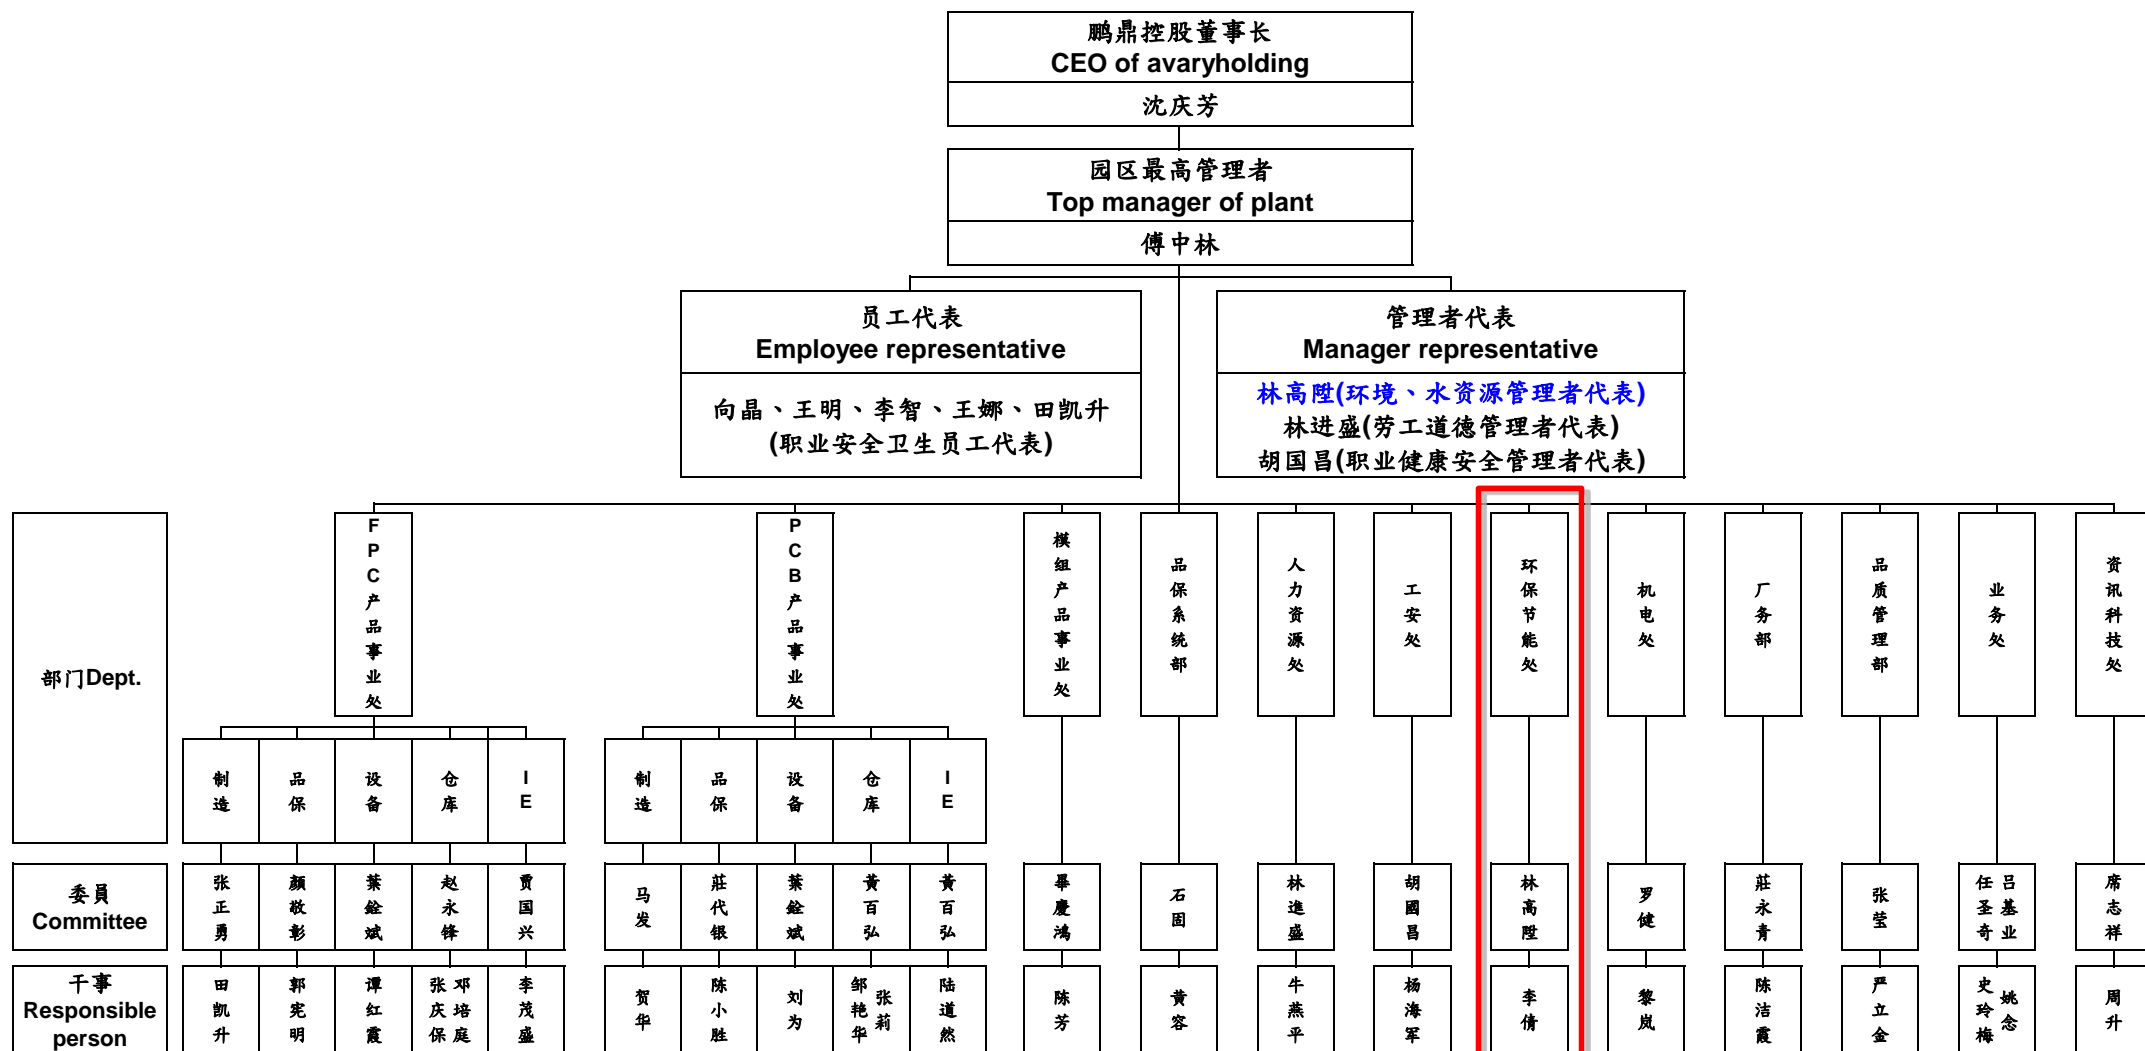 鹏鼎控股董事长
CEO of avaryholding
沈庆芳
园区最高管理者
Top manager of plant
傅中林
员工代表
Employee representative
向晶、王明、李智、王娜、田凯升
(职业安全卫生员工代表)
管理者代表
Manager representative
林高陞(环境、水资源管理者代表)
林进盛(劳工道德管理者代表)
胡国昌(职业健康安全管理者代表)
部门Dept.
FPC产品事业处
PCB产品事业处
模组产品事业处
品保系统部
人力资源处
工安处
环保节能处
机电处
厂务部
品质管理部
业务处
资讯科技处
制造
品保
设备
仓库
IE
制造
品保
设备
仓库
IE
委員
Committee
张正勇
颜敬彰
葉銓斌
赵永锋
贾国兴
马发
莊代银
葉銓斌
黄百弘
黄百弘
畢慶鴻
石固
林進盛
胡國昌
林高陞
罗健
莊永青
张莹
任圣奇
吕基业
席志祥
干事
Responsible
person
田凯升
郭宪明
谭红霞
张庆保
邓培庭
李茂盛
贺华
陈小胜
刘为
邹艳华
张莉
陆道然
陈芳
黄容
牛燕平
杨海军
李倩
黎岚
陈洁霞
严立金
史玲梅
姚念
周升